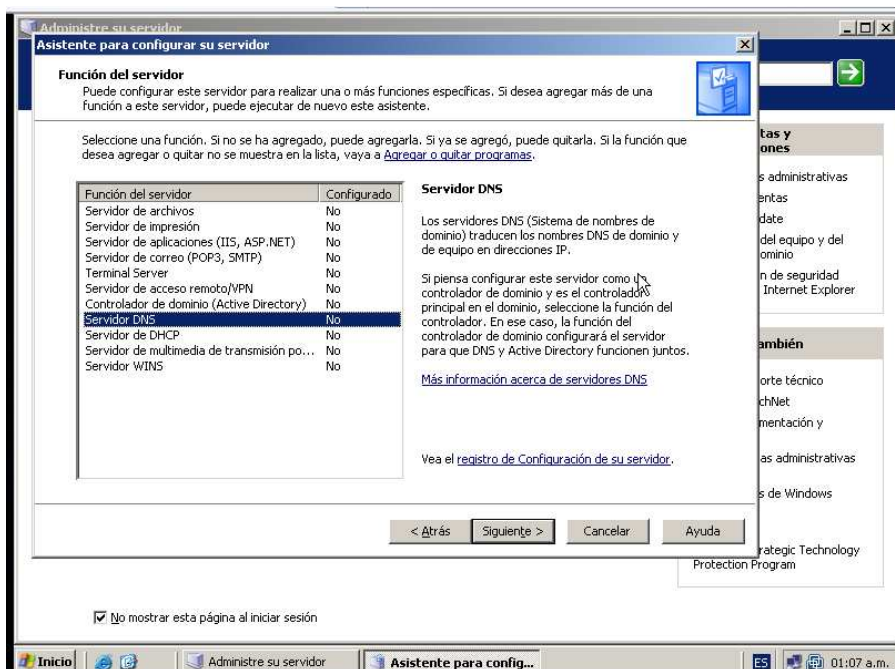 Administre su servidor
Asistente para configurar su servidor
Función del servidor
Puede configurar este servidor para realizar una o más funciones específicas. Si desea agregar más de una
función a este servidor, puede ejecutar de nuevo este asistente.
Seleccione una función. Si no se ha agregado, puede agregarla. Si ya se agregó, puede quitarla. Si la función que
desea agregar o quitar no se muestra en la lista, vaya a Agregar o quitar programas.
Función del servidor Configurado
Servidor de archivos No
Servidor de impresión No
Servidor de aplicaciones (IIS, ASP.NET) No
Servidor de correo (POP3, SMTP) No
Terminal Server No
Servidor de acceso remoto/VPN No
Controlador de dominio (Active Directory) No
Servidor DNS No
Servidor de DHCP No
Servidor de multimedia de transmisión po... No
Servidor WINS No
Servidor DNS
Los servidores DNS (Sistema de nombres de
dominio) traducen los nombres DNS de dominio y
de equipo en direcciones IP.
Si piensa configurar este servidor como un
controlador de dominio y es el controlador
principal en el dominio, seleccione la función del
controlador. En ese caso, la función del
controlador de dominio configurará el servidor
para que DNS y Active Directory funcionen juntos.
Más información acerca de servidores DNS
Vea el registro de Configuración de su servidor.
< Atrás Siguiente > Cancelar Ayuda
tas y
ones
s administrativas
entas
date
del equipo y del
ominio
n de seguridad
Internet Explorer
ambién
orte técnico
chNet
mentación y
as administrativas
s de Windows
rategic Technology
Protection Program
No mostrar esta página al iniciar sesión
Inicio Administre su servidor Asistente para config... ES 01:07 a.m.